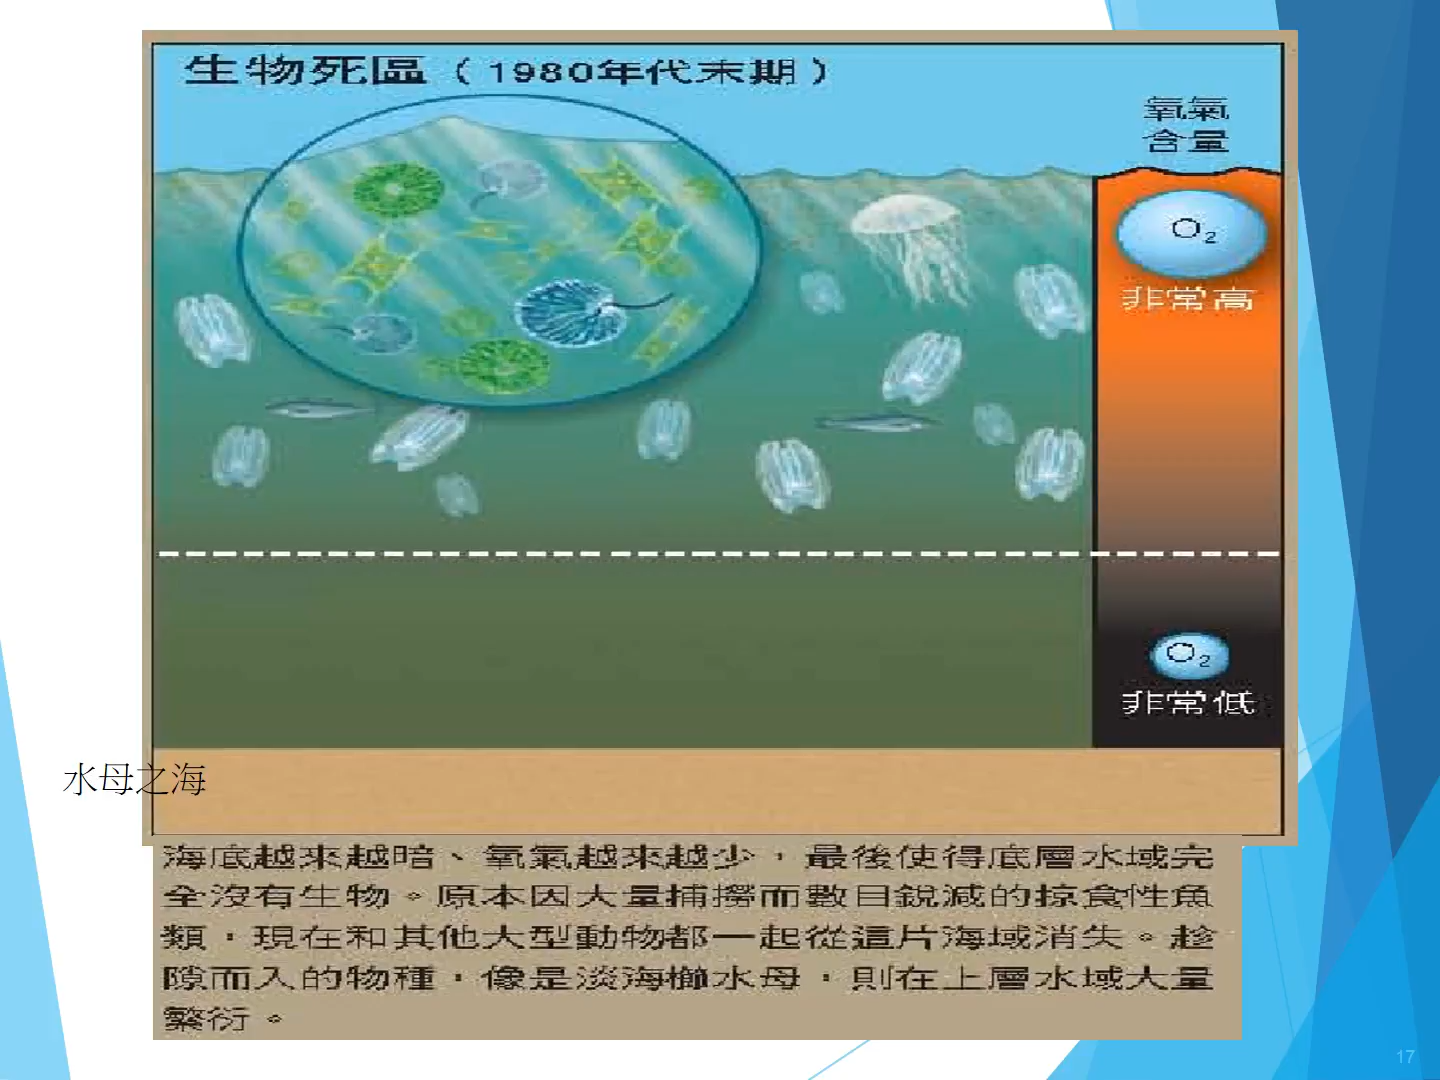 生物死區（1980年代末期）
氧氣
含量
O2
非常高
O2
非常低
水母之海
海底越來越暗、氧氣越來越少，最後使得底層水域完
全沒有生物。原本因大量捕撈而數目銳減的掠食性魚
類，現在和其他大型動物都一起從這片海域消失。趁
隙而入的物種，像是淡海櫛水母，則在上層水域大量
繁衍。
17